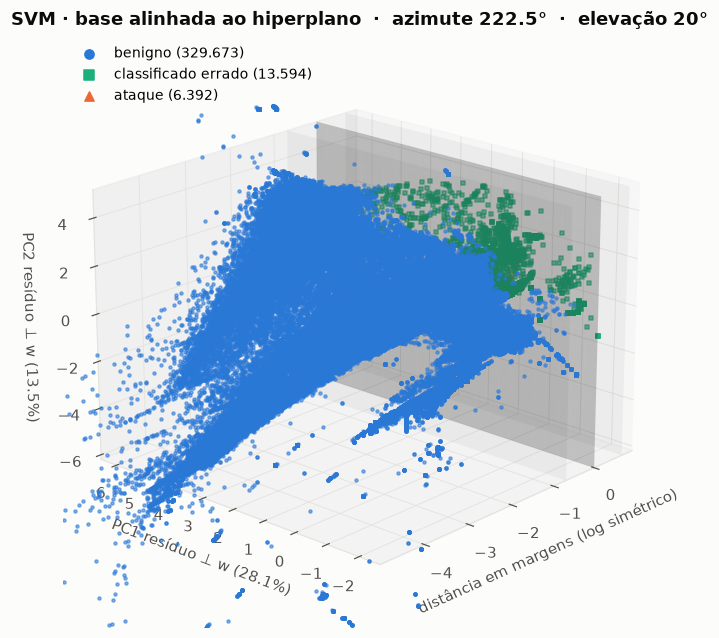 SVM · base alinhada ao hiperplano · azimute 222.5° · elevação 20°
benigno (329.673)
classificado errado (13.594)
ataque (6.392)
4
2
0
−2
−4
−6
PC2 resíduo ⊥ w (13.5%)
6
5
4
3
2
1
0
−1
−2
PC1 resíduo ⊥ w (28.1%)
−4
−3
−2
−1
0
distância em margens (log simétrico)